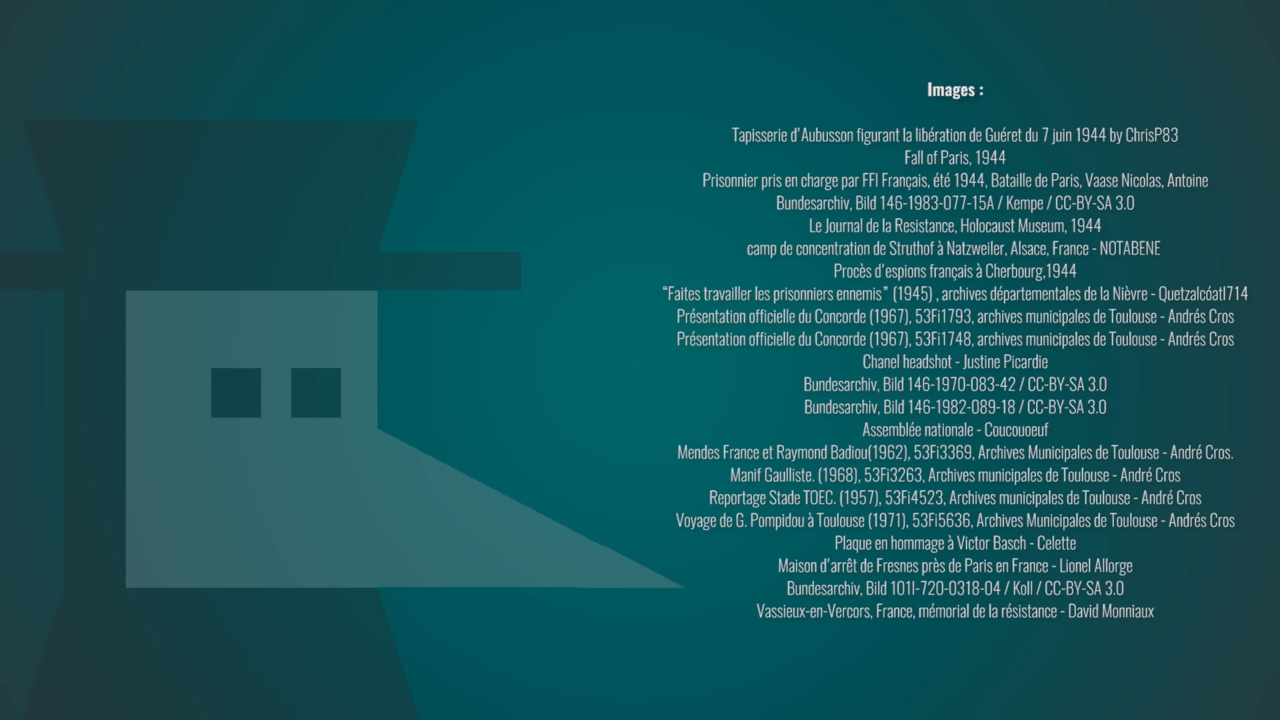 Images :
Tapisserie d'Aubusson figurant la libération de Guéret du 7 juin 1944 by ChrisP83
Fall of Paris, 1944
Prisonnier pris en charge par FFI Français, été 1944, Bataille de Paris, Vaase Nicolas, Antoine
Bundesarchiv, Bild 146-1983-077-15A / Kempe / CC-BY-SA 3.0
Le Journal de la Resistance, Holocaust Museum, 1944
camp de concentration de Struthof à Natzweiler, Alsace, France - NOTABENE
Procès d'espions français à Cherbourg,1944
“Faites travailler les prisonniers ennemis” (1945) , archives départementales de la Nièvre - Quetzalcóatl714
Présentation officielle du Concorde (1967), 53Fi1793, archives municipales de Toulouse - Andrés Cros
Présentation officielle du Concorde (1967), 53Fi1748, archives municipales de Toulouse - Andrés Cros
Chanel headshot - Justine Picardie
Bundesarchiv, Bild 146-1970-083-42 / CC-BY-SA 3.0
Bundesarchiv, Bild 146-1982-089-18 / CC-BY-SA 3.0
Assemblée nationale - Coucouoeuf
Mendes France et Raymond Badiou(1962), 53Fi3369, Archives Municipales de Toulouse - André Cros.
Manif Gaulliste. (1968), 53Fi3263, Archives municipales de Toulouse - André Cros
Reportage Stade TOEC. (1957), 53Fi4523, Archives municipales de Toulouse - André Cros
Voyage de G. Pompidou à Toulouse (1971), 53Fi5636, Archives Municipales de Toulouse - Andrés Cros
Plaque en hommage à Victor Basch - Celette
Maison d'arrêt de Fresnes près de Paris en France - Lionel Allorge
Bundesarchiv, Bild 101I-720-0318-04 / Koll / CC-BY-SA 3.0
Vassieux-en-Vercors, France, mémorial de la résistance - David Monniaux